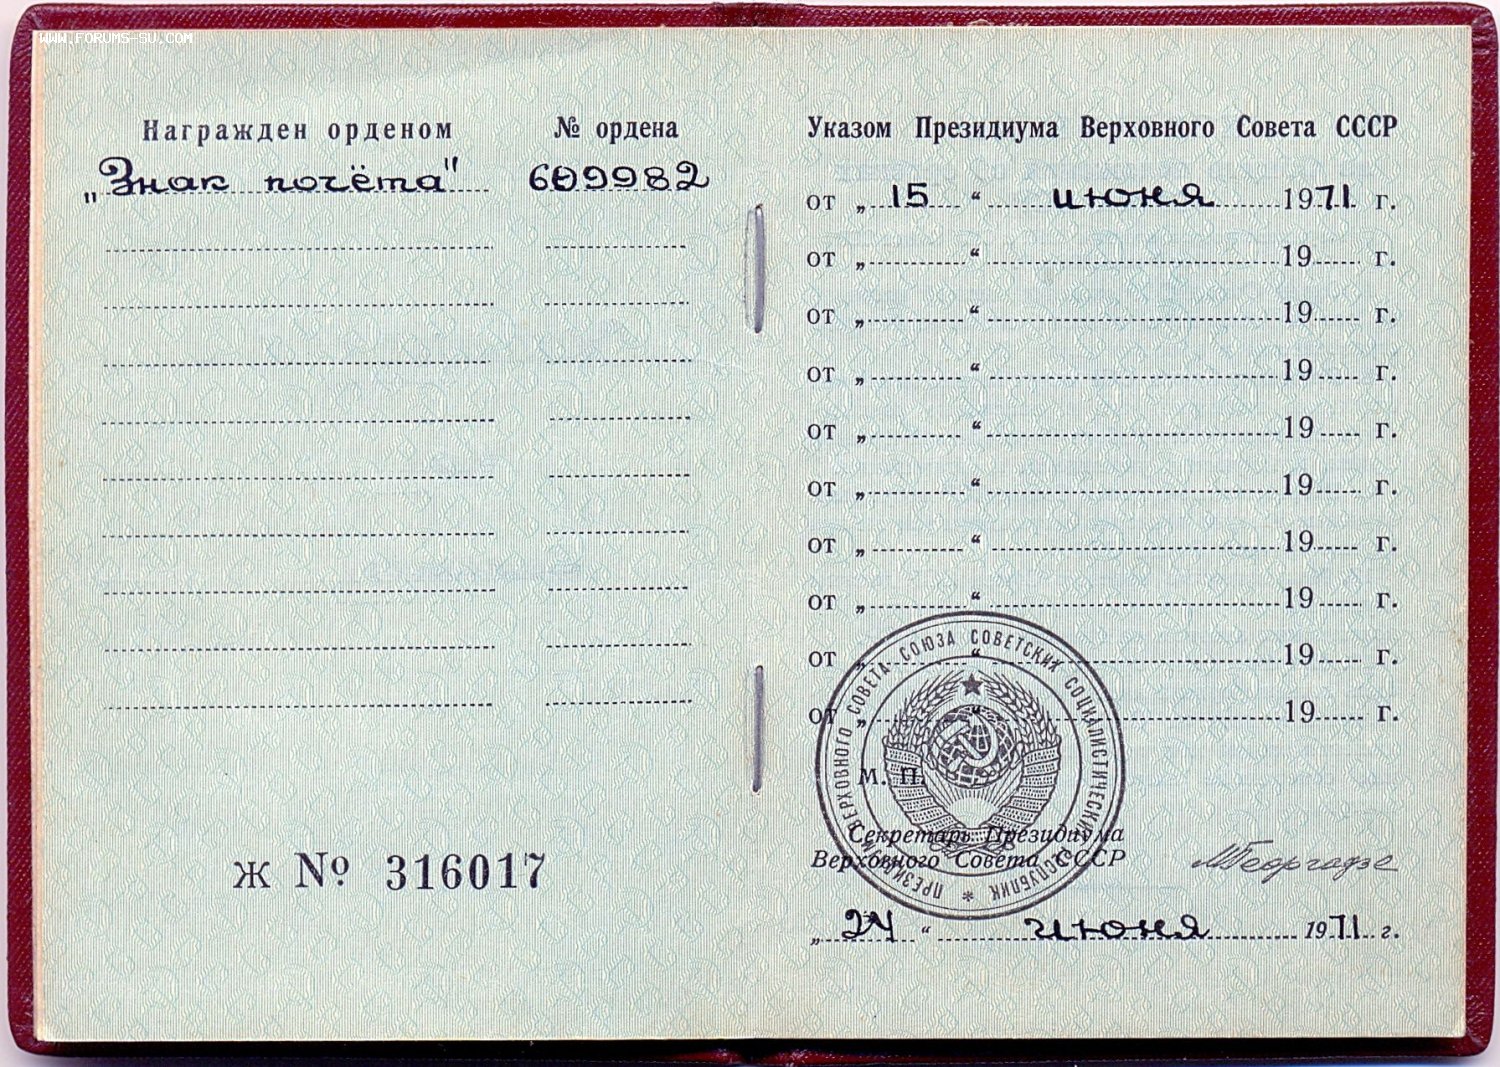 WWW.FORUMS-SU.COM
Награжден орденом
№ ордена
„Знак почёта"
609982
Ж № 316017
Указом Президиума Верховного Совета СССР
от „ 15 “ июня 1971 г.
от „ “ 19 г.
от „ “ 19 г.
от „ “ 19 г.
от „ “ 19 г.
от „ “ 19 г.
от „ “ 19 г.
от „ “ 19 г.
от „ “ 19 г.
от „ “ 19 г.
ПРЕЗИДИУМ ВЕРХОВНОГО СОВЕТА СОЮЗА СОВЕТСКИХ СОЦИАЛИСТИЧЕСКИХ РЕСПУБЛИК *
М. П.
Секретарь Президиума
Верховного Совета СССР
МГеоргадзе
„ 24 “ июня 1971 г.